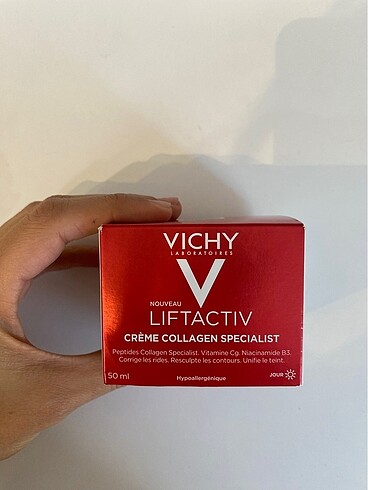 VICHY
LABORATOIRES
V
NOUVEAU
LIFTACTIV
CRÈME COLLAGEN SPECIALIST
Peptides Collagen Specialist. Vitamine Cg. Niacinamide B3.
Corrige les rides. Resculpte les contours. Unifie le teint.
50 ml
Hypoallergénique
JOUR